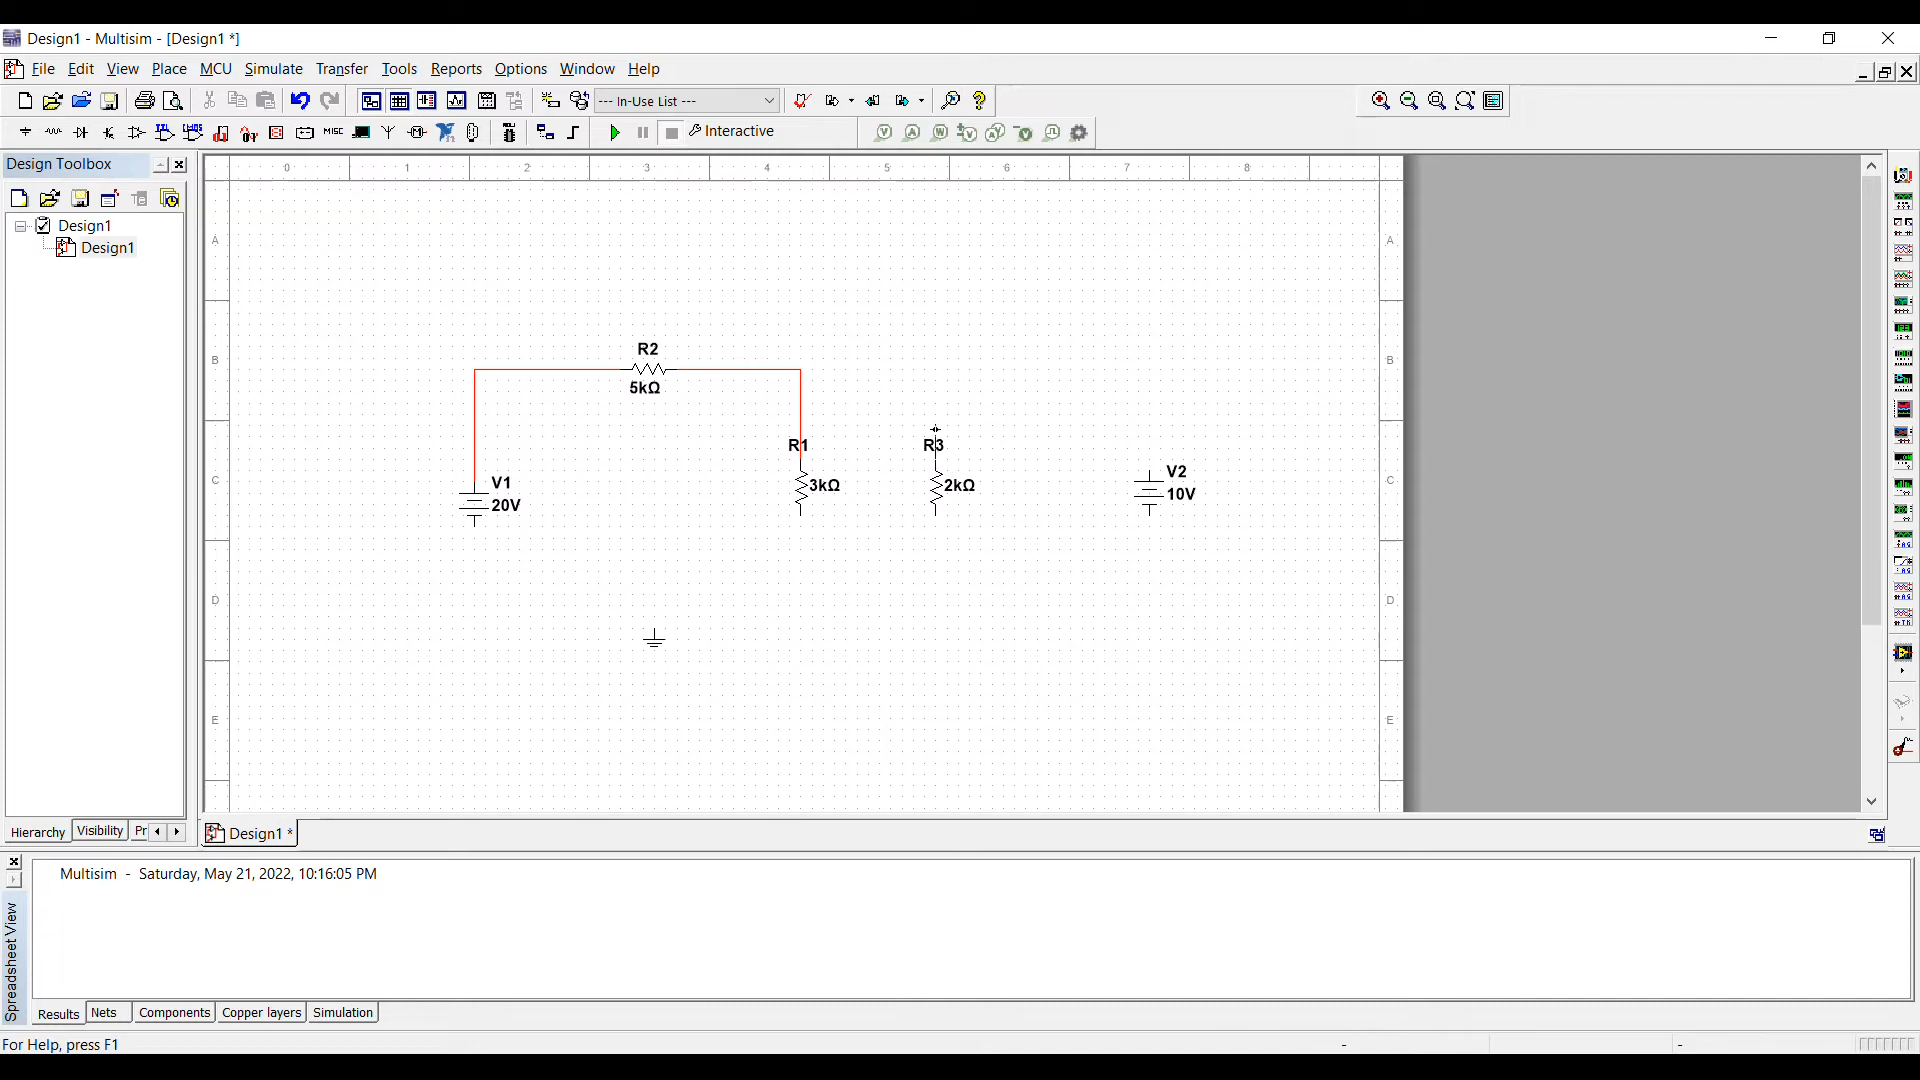 Design1 - Multisim - [Design1 *]
File Edit View Place MCU Simulate Transfer Tools Reports Options Window Help
--- In-Use List ---
MISC Interactive
Design Toolbox
Design1
Design1
0 1 2 3 4 5 6 7 8
A A
R2
B B
5kΩ
R1 R3
V2
C V1 3kΩ 2kΩ C
10V
20V
D D
E E
Hierarchy Visibility Pr
Design1 *
Multisim - Saturday, May 21, 2022, 10:16:05 PM
Spreadsheet View
Results Nets Components Copper layers Simulation
For Help, press F1 - -